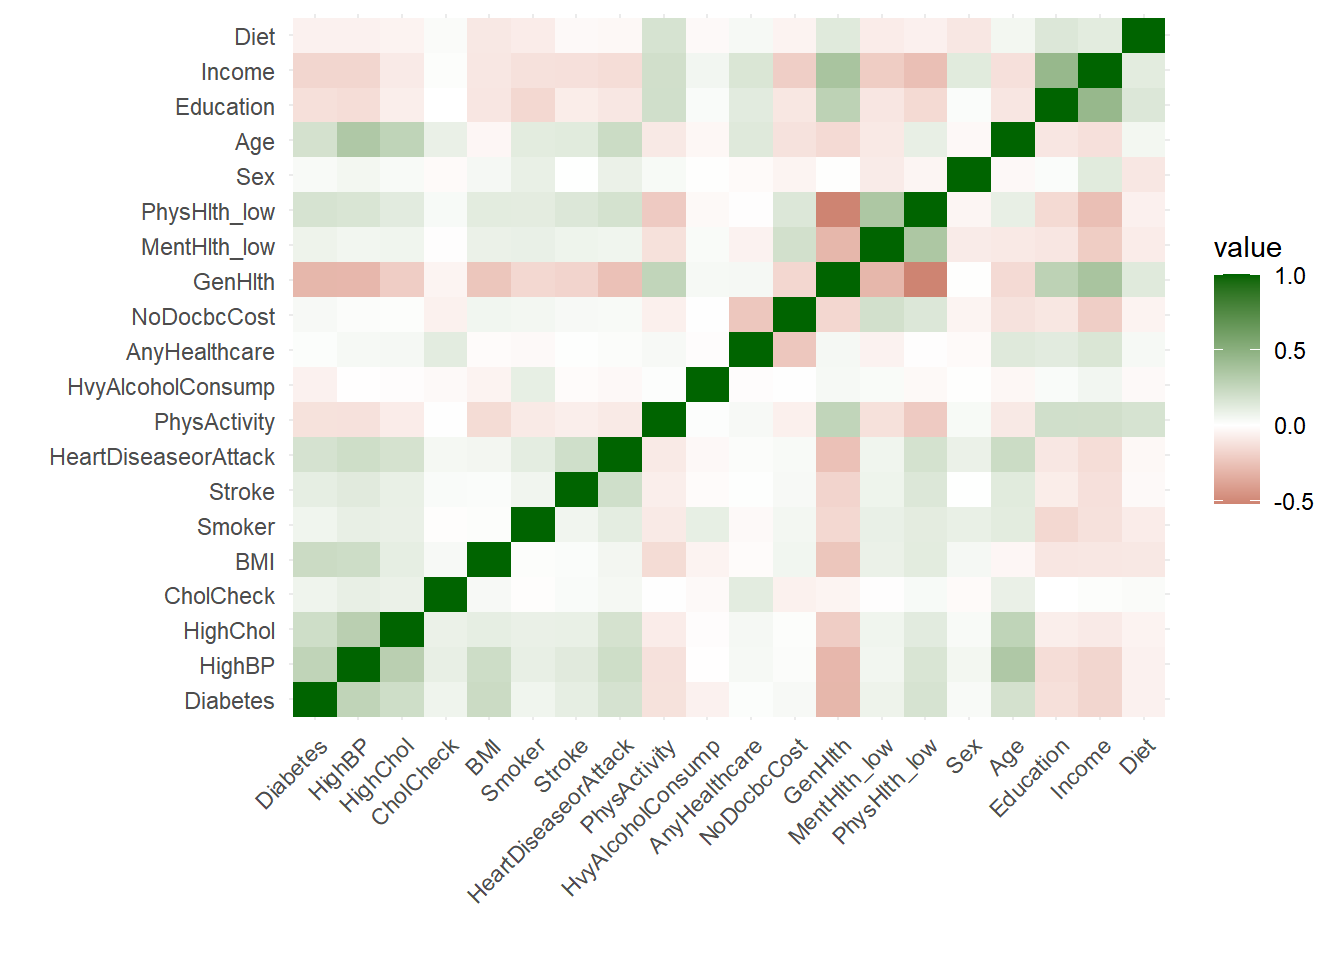 Diet
Income
Education
Age
Sex
PhysHlth_low
MentHlth_low
GenHlth
NoDocbcCost
AnyHealthcare
HvyAlcoholConsump
PhysActivity
HeartDiseaseorAttack
Stroke
Smoker
BMI
CholCheck
HighChol
HighBP
Diabetes
Diabetes
HighBP
HighChol
CholCheck
BMI
Smoker
Stroke
HeartDiseaseorAttack
PhysActivity
HvyAlcoholConsump
AnyHealthcare
NoDocbcCost
GenHlth
MentHlth_low
PhysHlth_low
Sex
Age
Education
Income
Diet
value
1.0
0.5
0.0
-0.5